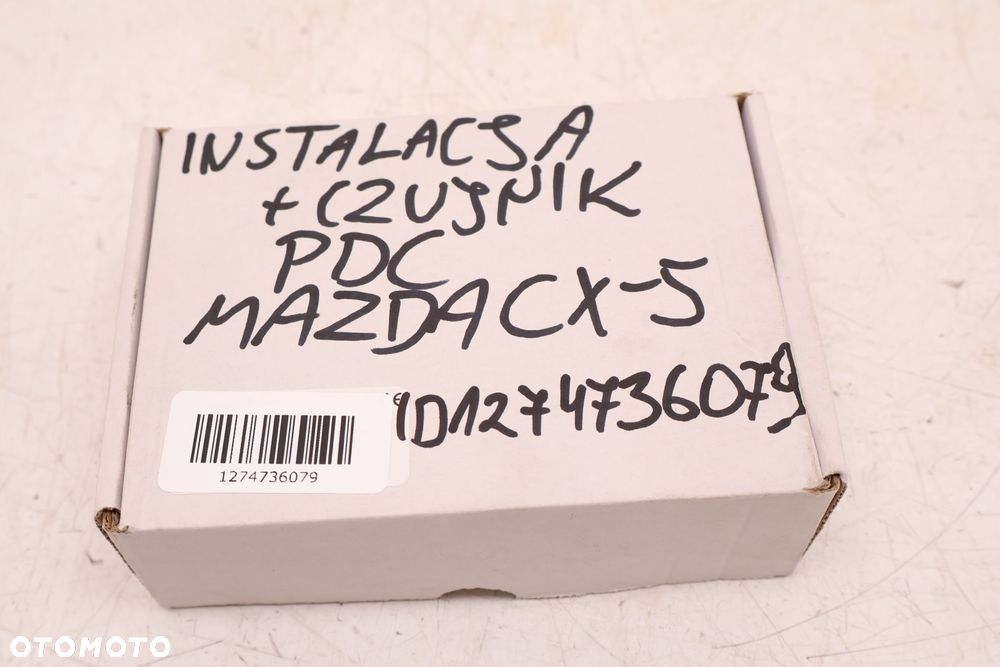 INSTALACJA
+ CZUJNIK
PDC
MAZDA CX-5
ID1274736079
1274736079
OTOMOTO